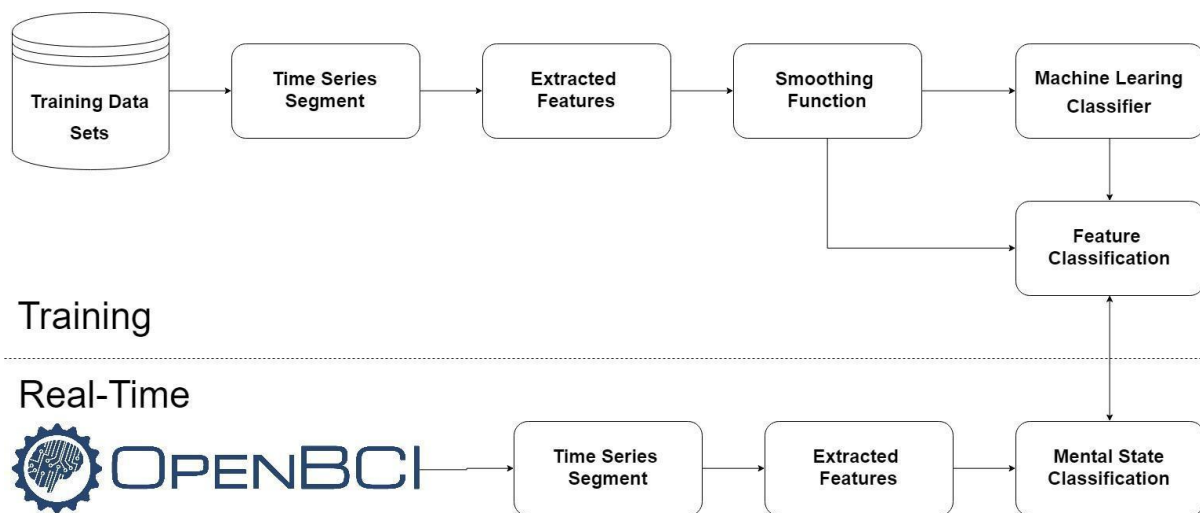 Training Data
Sets
Time Series
Segment
Extracted
Features
Smoothing
Function
Machine Learing
Classifier
Feature
Classification
Training
Real-Time
OPENBCI
Time Series
Segment
Extracted
Features
Mental State
Classification